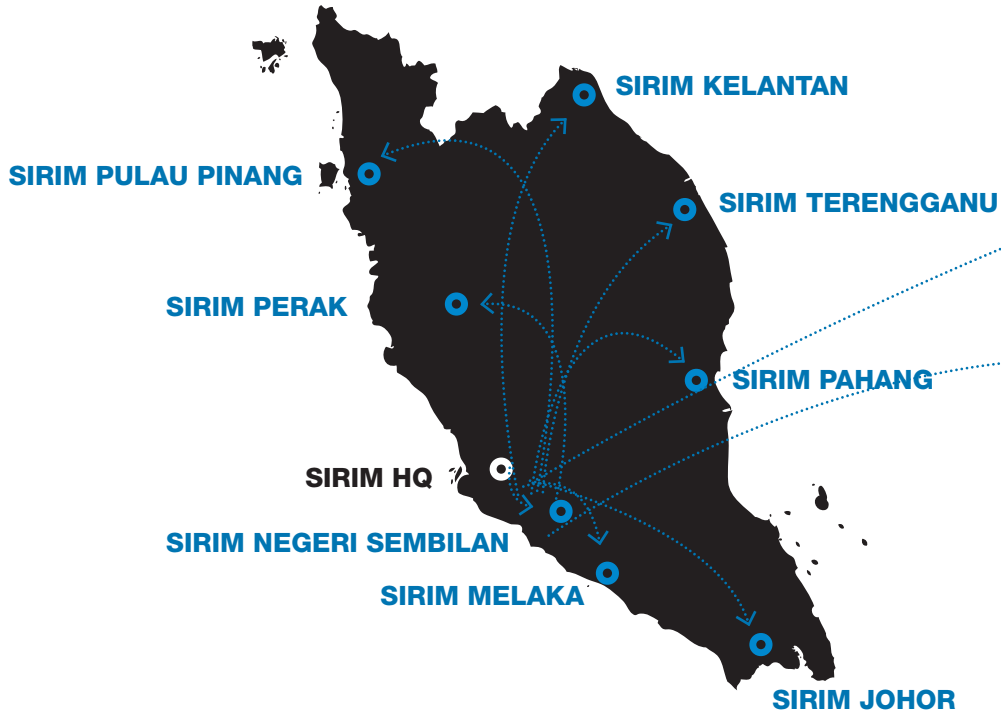 SIRIM KELANTAN
SIRIM PULAU PINANG
SIRIM TERENGGANU
SIRIM PERAK
SIRIM PAHANG
SIRIM HQ
SIRIM NEGERI SEMBILAN
SIRIM MELAKA
SIRIM JOHOR